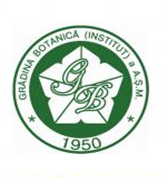 GRĂDINA BOTANICĂ (INSTITUT) a A.Ş.M.
GB
1950